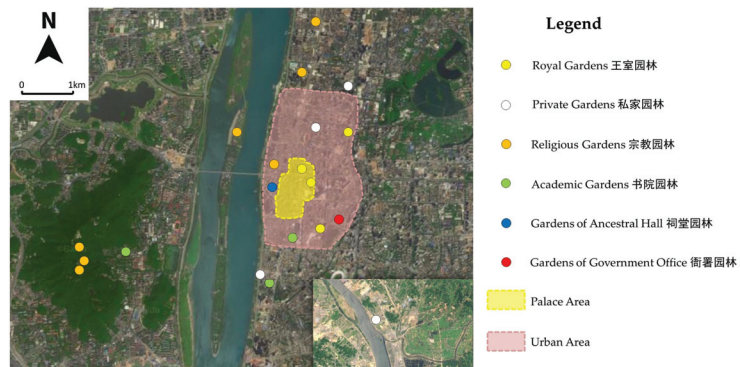 N
0 1km
Legend
Royal Gardens 王室园林
Private Gardens 私家园林
Religious Gardens 宗教园林
Academic Gardens 书院园林
Gardens of Ancestral Hall 祠堂园林
Gardens of Government Office 衙署园林
Palace Area
Urban Area